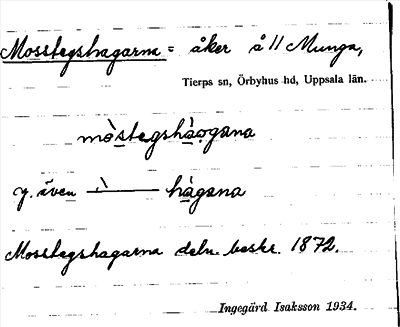 Mosstegshagarna = åker å 11 Munga,
Tierps sn, Örbyhus hd, Uppsala län.
mòstegshàogana
y. även —\— hàgana
Mosstegshagarna deln. beskr. 1872.
Ingegärd Isaksson 1934.